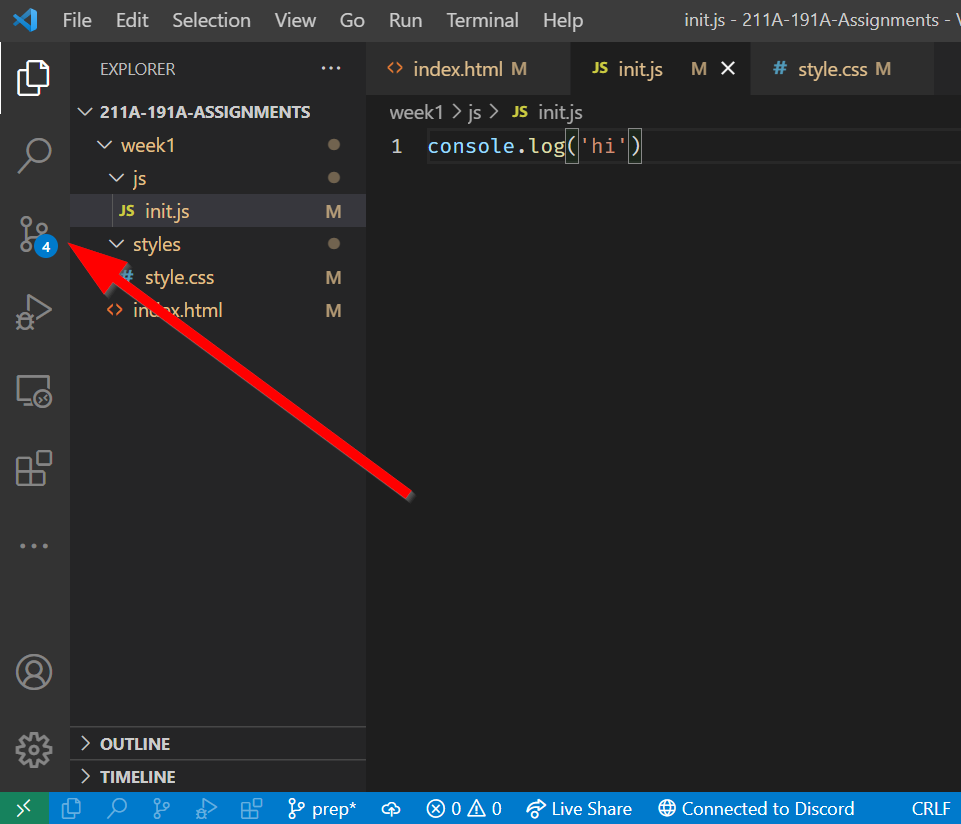 File Edit Selection View Go Run Terminal Help init.js - 211A-191A-Assignments -
EXPLORER ...
<> index.html M JS init.js M # style.css M
211A-191A-ASSIGNMENTS
week1 > js > JS init.js
week1
1 console.log('hi')
js
JS init.js M
4
styles
# style.css M
<> index.html M
OUTLINE
TIMELINE
prep* 0 0 Live Share Connected to Discord CRLF